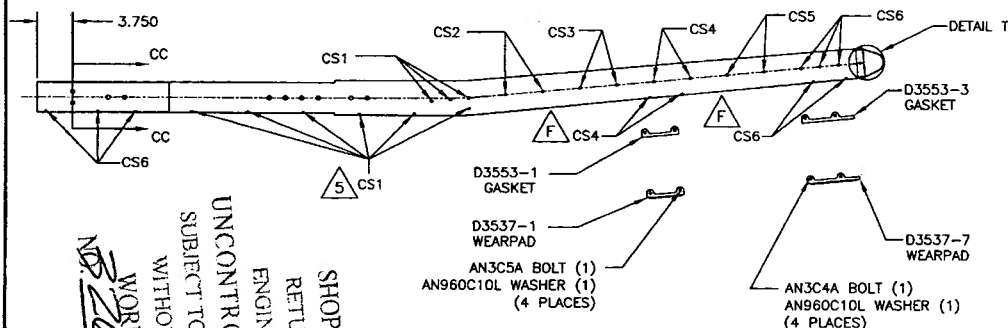 3.750
CC
CC
CS6
CS1
5
CS1
CS2
CS3
CS4
CS5
CS6
DETAIL T
F
CS4
F
CS6
D3553-3
GASKET
D3553-1
GASKET
D3537-1
WEARPAD
AN3C5A BOLT (1)
AN960C10L WASHER (1)
(4 PLACES)
D3537-7
WEARPAD
AN3C4A BOLT (1)
AN960C10L WASHER (1)
(4 PLACES)
SHOP
RETU
ENGIN
UNCONTRO
SUBJECT TO
WITHO
WOR
NO.